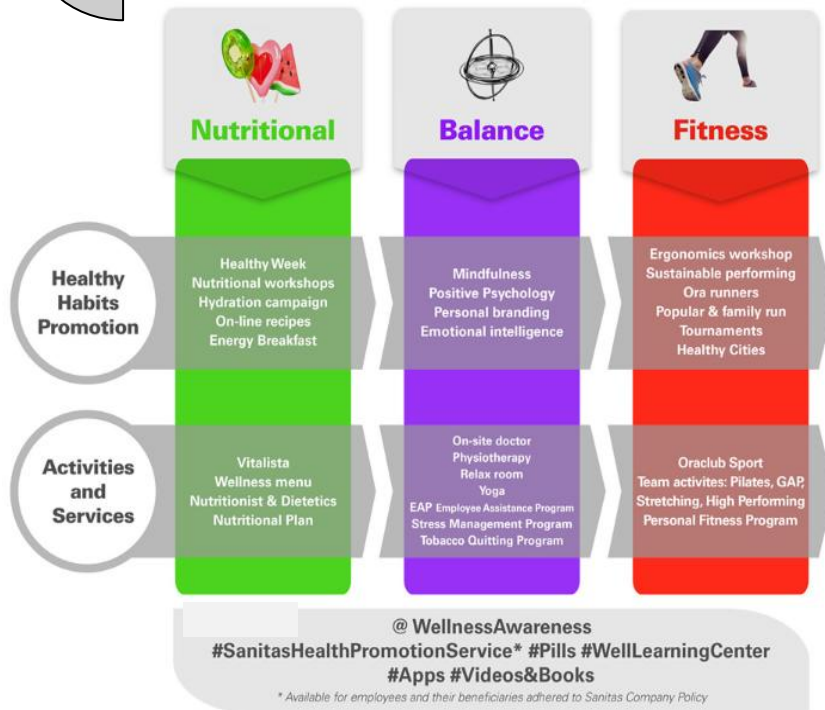 Nutritional
Balance
Fitness
Healthy
Habits
Promotion
Healthy Week
Nutritional workshops
Hydration campaign
On-line recipes
Energy Breakfast
Mindfulness
Positive Psychology
Personal branding
Emotional intelligence
Ergonomics workshop
Sustainable performing
Ora runners
Popular & family run
Tournaments
Healthy Cities
Activities
and
Services
Vitalista
Wellness menu
Nutritionist & Dietetics
Nutritional Plan
On-site doctor
Physiotherapy
Relax room
Yoga
EAP Employee Assistance Program
Stress Management Program
Tobacco Quitting Program
Oraclub Sport
Team activites: Pilates, GAP,
Stretching, High Performing
Personal Fitness Program
@ WellnessAwareness
#SanitasHealthPromotionService* #Pills #WellLearningCenter
#Apps #Videos&Books
* Available for employees and their beneficiaries adhered to Sanitas Company Policy